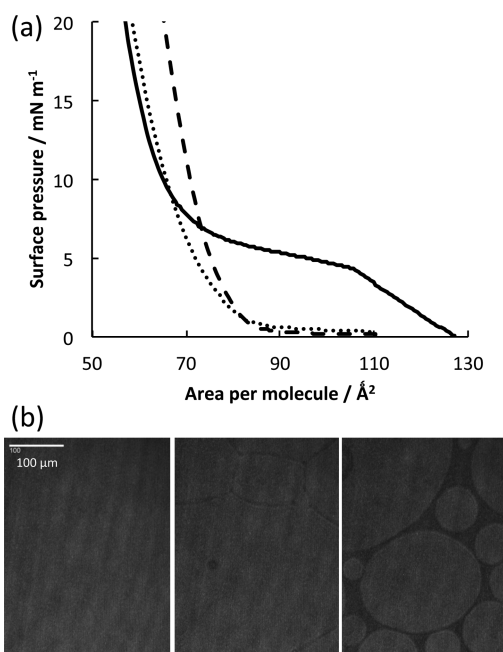 (a)
20
15
10
5
0
Surface pressure / mN m⁻¹
50 70 90 110 130
Area per molecule / Å²
(b)
100
100 µm